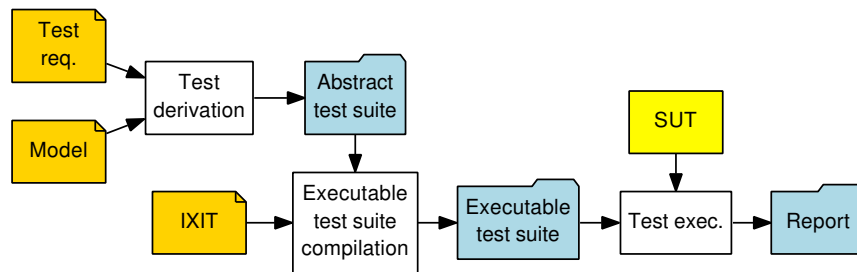 Test
req.
Model
Test
derivation
Abstract
test suite
SUT
IXIT
Executable
test suite
compilation
Executable
test suite
Test exec.
Report